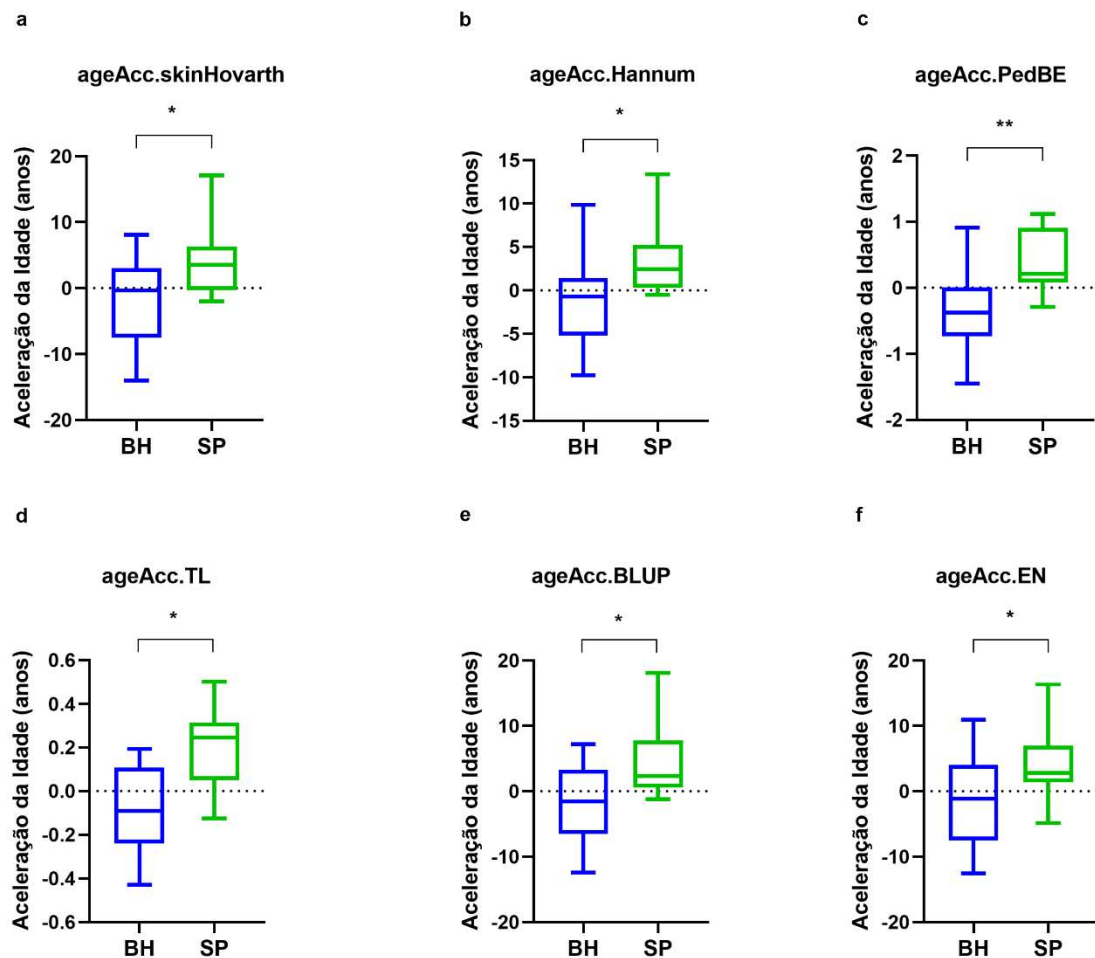 a
ageAcc.skinHovarth
*
Aceleração da Idade (anos)
20
10
0
-10
-20
BH SP
b
ageAcc.Hannum
*
Aceleração da Idade (anos)
15
10
5
0
-5
-10
-15
BH SP
c
ageAcc.PedBE
**
Aceleração da Idade (anos)
2
1
0
-1
-2
BH SP
d
ageAcc.TL
*
Aceleração da Idade (anos)
0.6
0.4
0.2
0.0
-0.2
-0.4
-0.6
BH SP
e
ageAcc.BLUP
*
Aceleração da Idade (anos)
20
10
0
-10
-20
BH SP
f
ageAcc.EN
*
Aceleração da Idade (anos)
20
10
0
-10
-20
BH SP